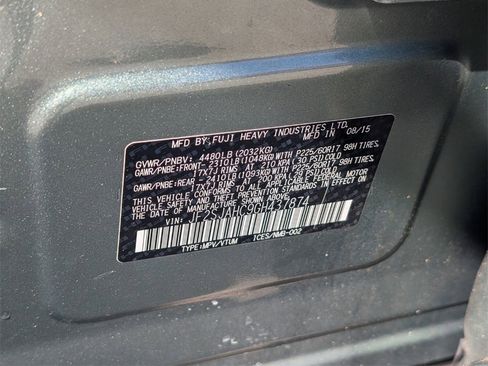 MFD. BY FUJI HEAVY INDUSTRIES LTD. 08/15
GVWR/PNBV: 4480LB (2032KG)
GAWR/PNBE:FRONT- 2310LB (1048KG) WITH P225/60R17 98H TIRES,
17X7J RIMS AT 210 KPA (30 PSI) COLD
GAWR/PNBE:REAR - 2410LB (1093KG) WITH P225/60R17 98H TIRES,
17X7J RIMS AT 200 KPA (29 PSI) COLD
THIS VEHICLE CONFORMS TO ALL APPLICABLE
FEDERAL MOTOR VEHICLE SAFETY, BUMPER,
AND THEFT PREVENTION STANDARDS IN EFFECT
ON THE DATE OF MANUFACTURE SHOWN ABOVE.
VIN: JF2SJAHC9GH437874
TYPE:MPV/VTUM ICES/NMB-002